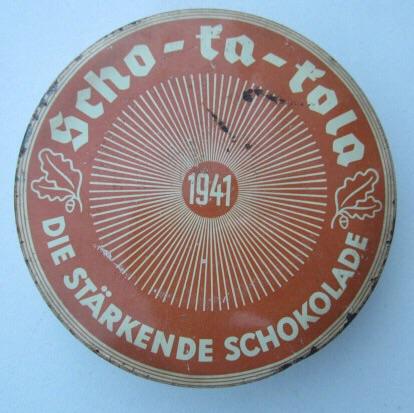 Scho-ka-kola
1941
DIE STÄRKENDE SCHOKOLADE